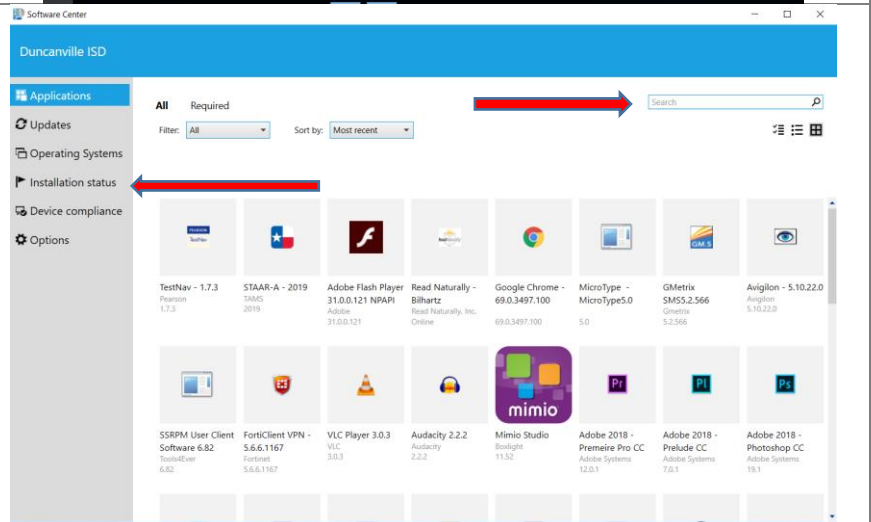 Software Center
Duncanville ISD
Applications
Updates
Operating Systems
Installation status
Device compliance
Options
All Required
Search
Filter: All Sort by: Most recent
PEARSON
TestNav
GM.5
TestNav - 1.7.3
Pearson
1.7.3
STAAR-A - 2019
TAMS
2019
Adobe Flash Player
31.0.0.121 NPAPI
Adobe
31.0.0.121
Read Naturally -
Bilhartz
Read Naturally, Inc.
Online
Google Chrome -
69.0.3497.100
69.0.3497.100
MicroType -
MicroType5.0
5.0
GMetrix
SMS5.2.566
Gmetrix
5.2.566
Avigilon - 5.10.22.0
Avigilon
5.10.22.0
mimio
Pr
Pl
Ps
SSRPM User Client
Software 6.82
Tools4Ever
6.82
FortiClient VPN -
5.6.6.1167
Fortinet
5.6.6.1167
VLC Player 3.0.3
VLC
3.0.3
Audacity 2.2.2
Audacity
2.2.2
Mimio Studio
Boxlight
11.52
Adobe 2018 -
Premeire Pro CC
Adobe Systems
12.0.1
Adobe 2018 -
Prelude CC
Adobe Systems
7.0.1
Adobe 2018 -
Photoshop CC
Adobe Systems
19.1